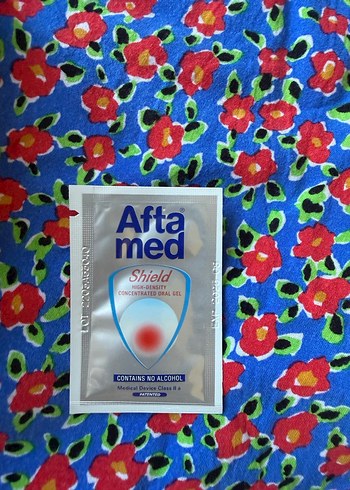 Afta
med®
Shield
HIGH-DENSITY
CONCENTRATED ORAL GEL
CONTAINS NO ALCOHOL
Medical Device Class II a
PATENTED